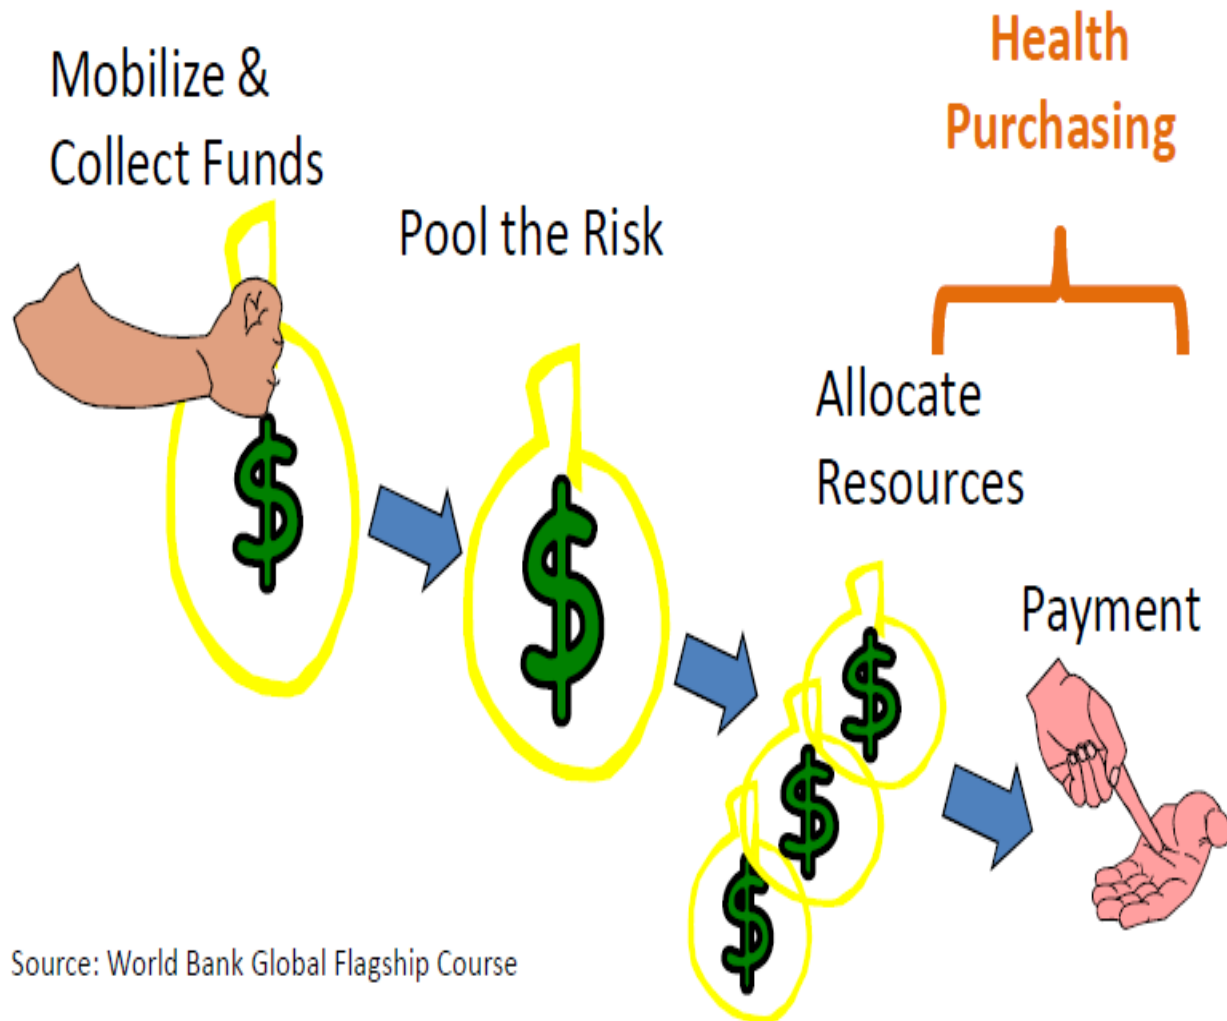 Mobilize &
Collect Funds
Pool the Risk
Health
Purchasing
Allocate
Resources
Payment
$
$
$
$
$
Source: World Bank Global Flagship Course